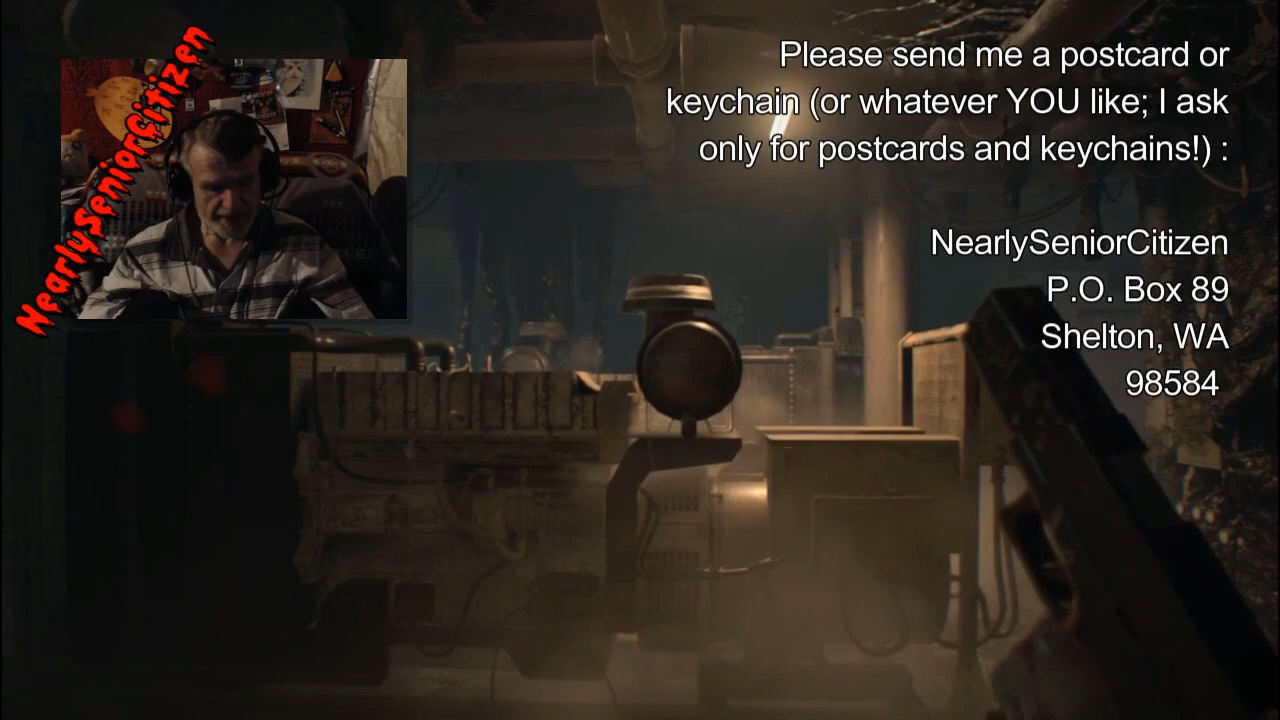 NearlySeniorCitizen
Please send me a postcard or
keychain (or whatever YOU like; I ask
only for postcards and keychains!) :
NearlySeniorCitizen
P.O. Box 89
Shelton, WA
98584